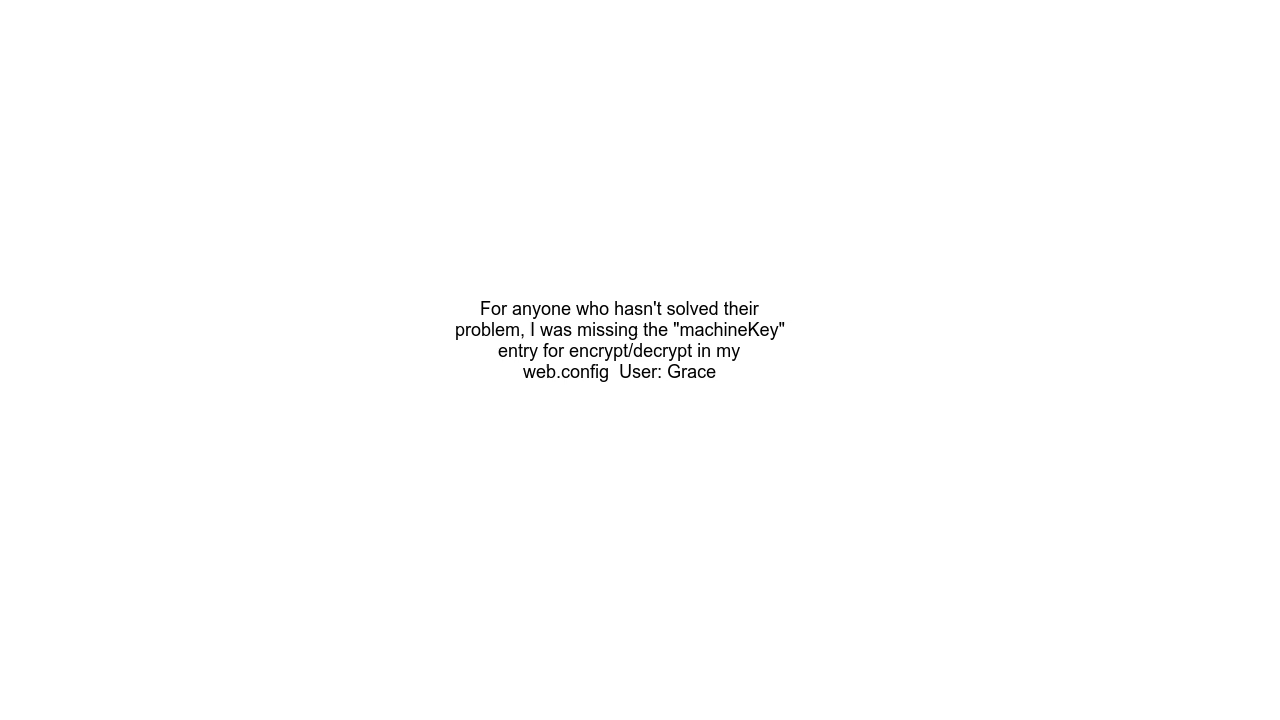 For anyone who hasn't solved their
problem, I was missing the "machineKey"
entry for encrypt/decrypt in my
web.config  User: Grace